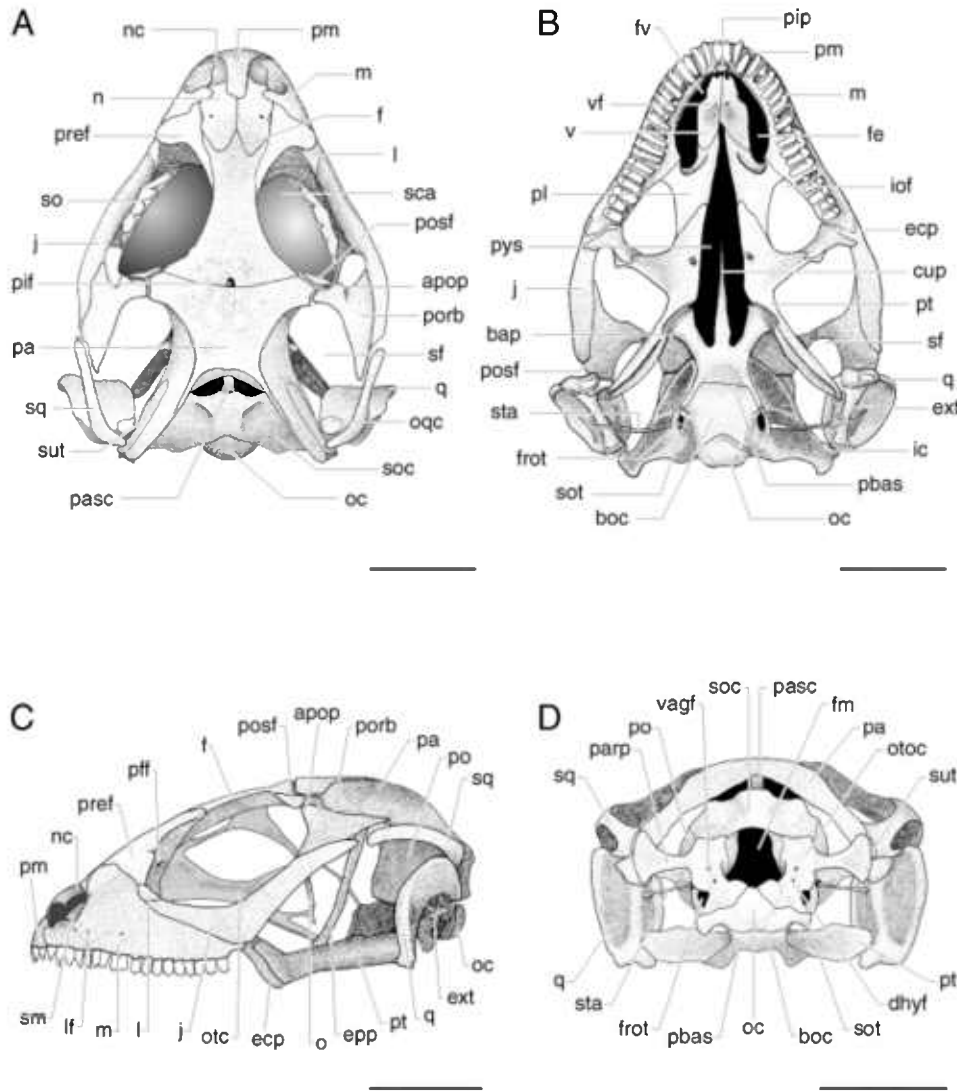 A
nc
pm
m
n
f
pref
l
so
sca
posf
j
pif
apop
porb
pa
sf
q
sq
oqc
sut
soc
pasc
oc
B
pip
fv
pm
vf
m
v
fe
iof
pl
ecp
pys
cup
j
pt
bap
sf
posf
q
sta
ext
ic
frot
sot
pbas
boc
oc
C
apop
posf
porb
f
pa
pff
po
sq
pref
nc
pm
oc
ext
sm
lf
m
l
j
otc
ecp
o
epp
pt
q
D
soc
pasc
vagf
fm
po
pa
parp
otoc
sq
sut
q
pt
sta
dhyf
frot
pbas
oc
boc
sot